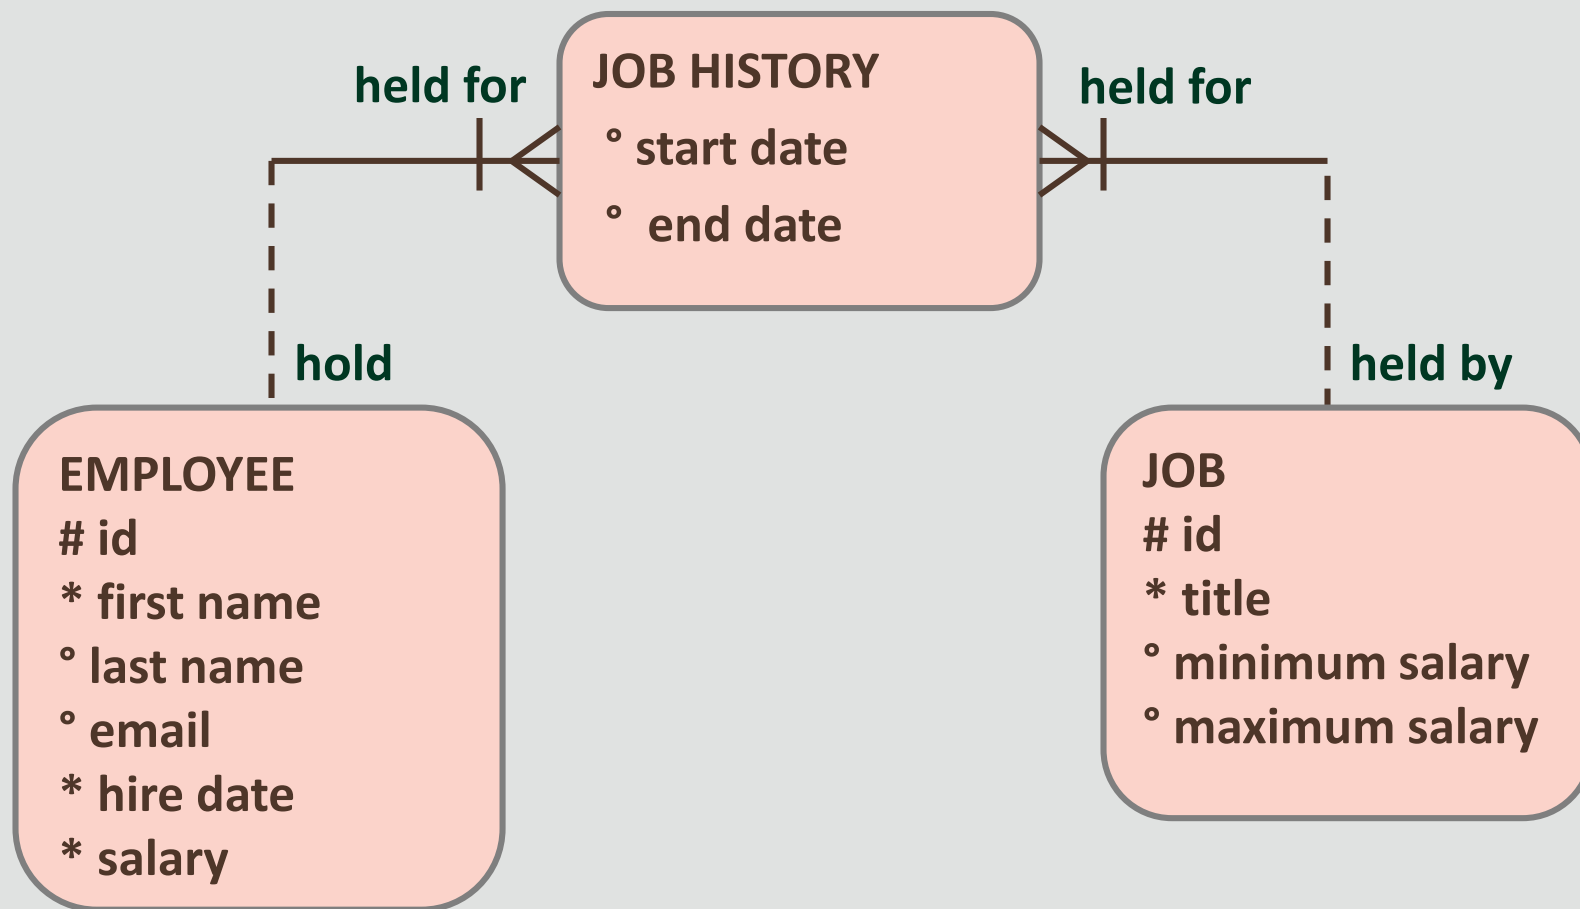 held for
JOB HISTORY
° start date
° end date
held for
hold
held by
EMPLOYEE
# id
* first name
° last name
° email
* hire date
* salary
JOB
# id
* title
° minimum salary
° maximum salary